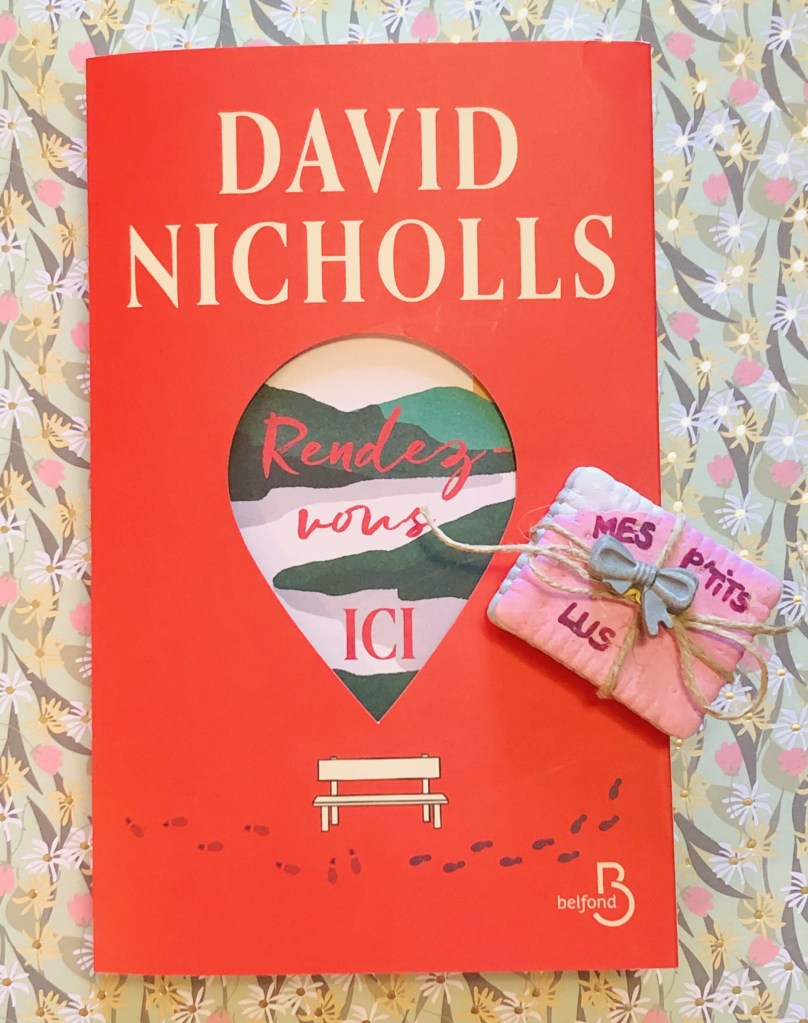 DAVID
NICHOLLS
Rendez-
vous
ICI
MES P'TiTS
LUS
belfond B